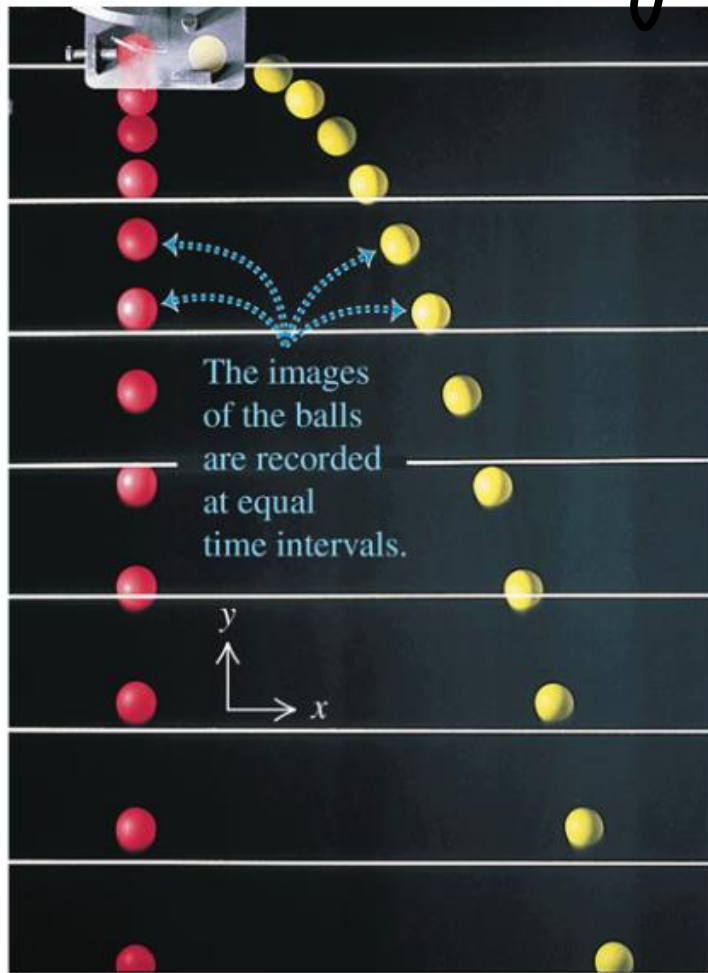 The images
of the balls
are recorded
at equal
time intervals.
y
x